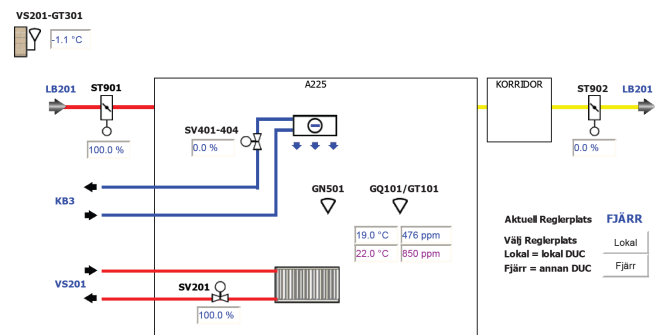 VS201-GT301
-1.1 °C
LB201
ST901
A225
KORRIDOR
ST902
LB201
100.0 %
SV401-404
0.0 %
0.0 %
KB3
GN501
GQ101/GT101
19.0 °C
476 ppm
22.0 °C
850 ppm
Aktuell Reglerplats
FJÄRR
Välj Reglerplats
Lokal = lokal DUC
Fjärr = annan DUC
Lokal
Fjärr
VS201
SV201
100.0 %